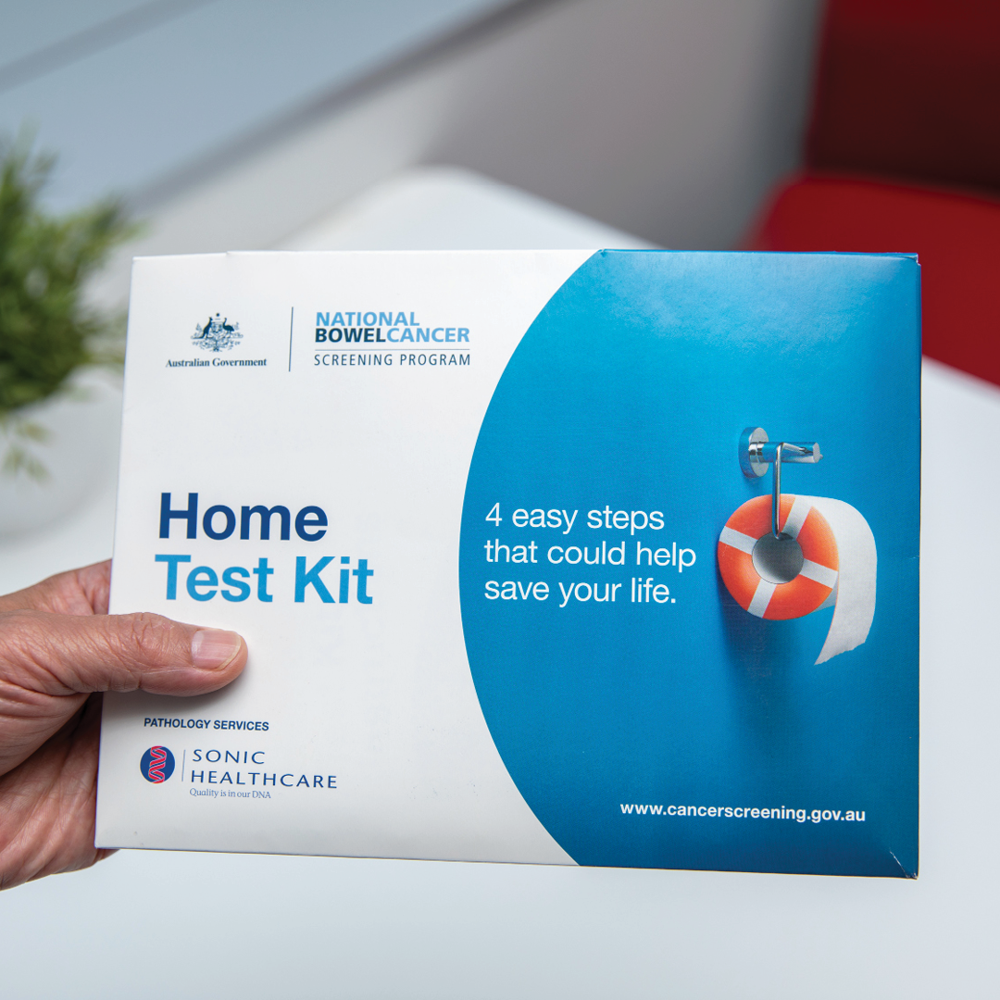 Australian Government
NATIONAL
BOWELCANCER
SCREENING PROGRAM
Home
Test Kit
4 easy steps
that could help
save your life.
PATHOLOGY SERVICES
SONIC
HEALTHCARE
Quality is in our DNA
www.cancerscreening.gov.au